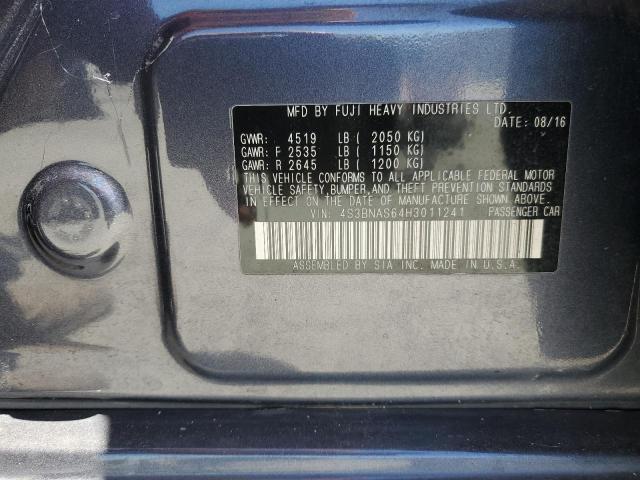 MFD BY FUJI HEAVY INDUSTRIES LTD.
DATE: 08/16
GVWR: 4519 LB ( 2050 KG)
GAWR: F 2535 LB ( 1150 KG)
GAWR: R 2645 LB ( 1200 KG)
THIS VEHICLE CONFORMS TO ALL APPLICABLE FEDERAL MOTOR
VEHICLE SAFETY, BUMPER, AND THEFT PREVENTION STANDARDS
IN EFFECT ON THE DATE OF MANUFACTURE SHOWN ABOVE.
VIN: 4S3BNAS64H3011241 PASSENGER CAR
ASSEMBLED BY SIA INC. MADE IN U.S.A.